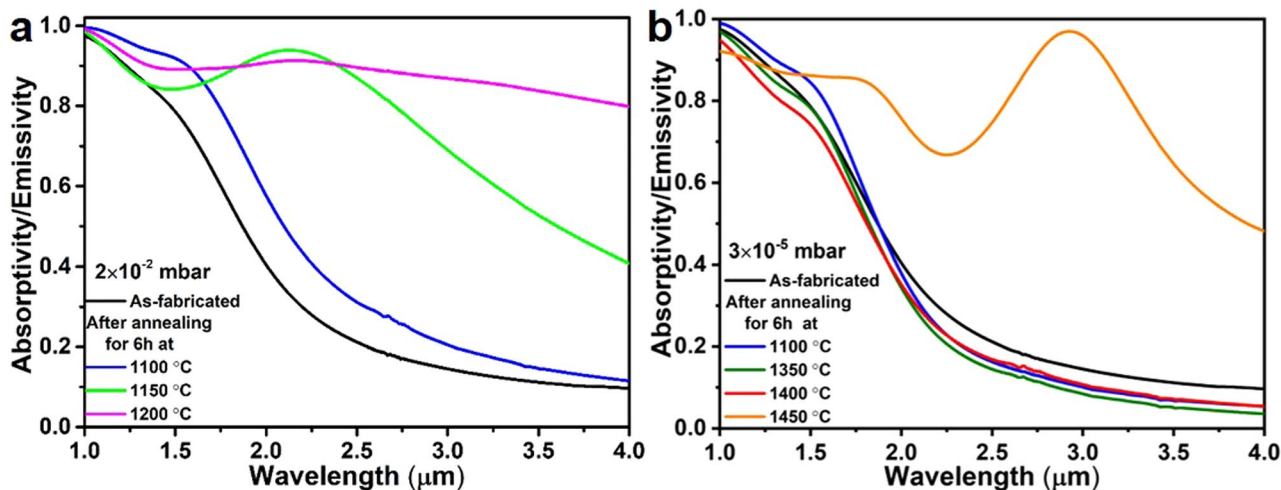 a
Absorptivity/Emissivity
1.0
0.8
0.6
0.4
0.2
0.0
2×10⁻² mbar
As-fabricated
After annealing
for 6h at
1100 °C
1150 °C
1200 °C
1.0 1.5 2.0 2.5 3.0 3.5 4.0
Wavelength (μm)
b
Absorptivity/Emissivity
1.0
0.8
0.6
0.4
0.2
0.0
3×10⁻⁵ mbar
As-fabricated
After annealing
for 6h at
1100 °C
1350 °C
1400 °C
1450 °C
1.0 1.5 2.0 2.5 3.0 3.5 4.0
Wavelength (μm)